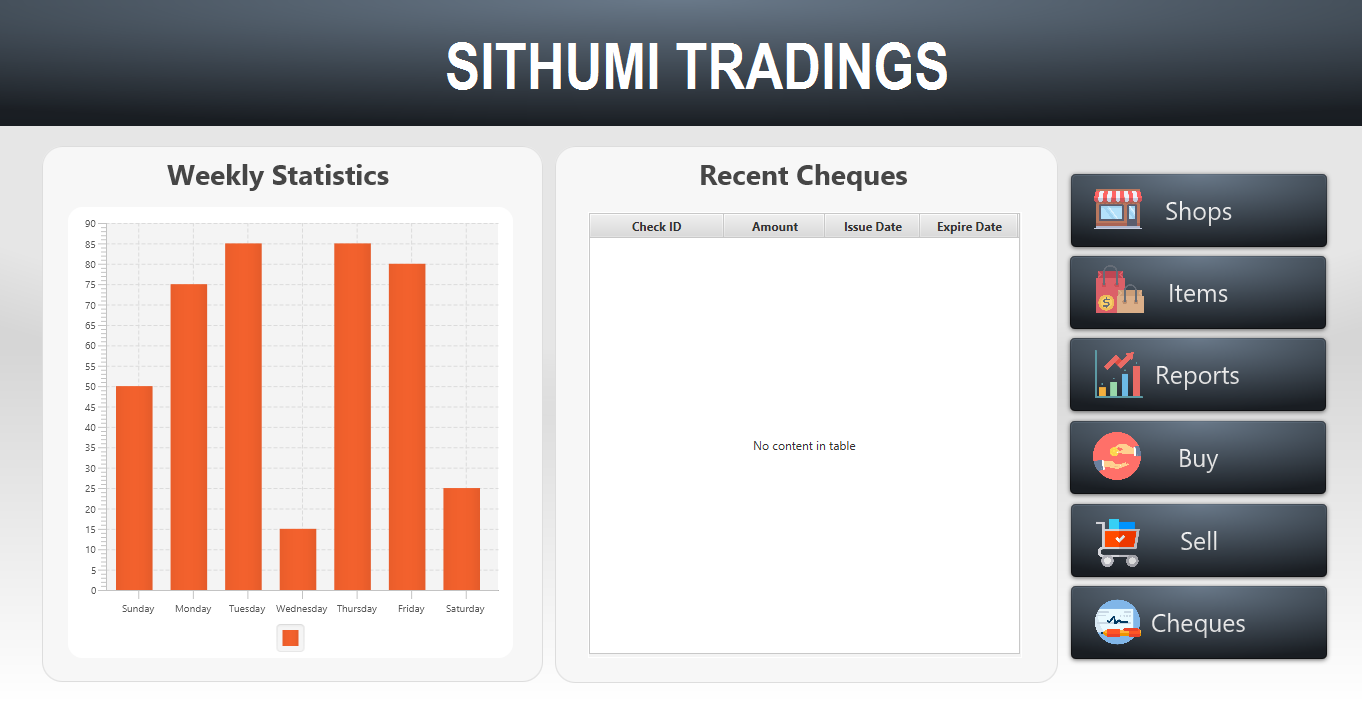 SITHUMI TRADINGS
Weekly Statistics
90
85
80
75
70
65
60
55
50
45
40
35
30
25
20
15
10
5
0
Sunday Monday Tuesday Wednesday Thursday Friday Saturday
Recent Cheques
Check ID Amount Issue Date Expire Date
No content in table
Shops
Items
$
Reports
Buy
Sell
Cheques